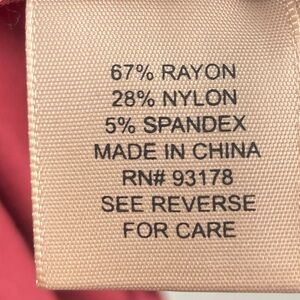 67% RAYON
28% NYLON
5% SPANDEX
MADE IN CHINA
RN# 93178
SEE REVERSE
FOR CARE